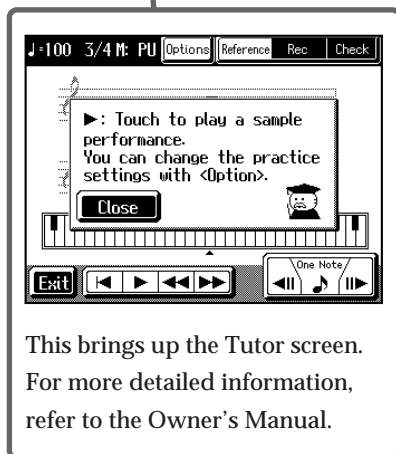 ♩=100 3/4 M: PU Options Reference Rec Check
▶: Touch to play a sample
performance.
You can change the practice
settings with <Option>.
Close
One Note
Exit
This brings up the Tutor screen.
For more detailed information,
refer to the Owner’s Manual.